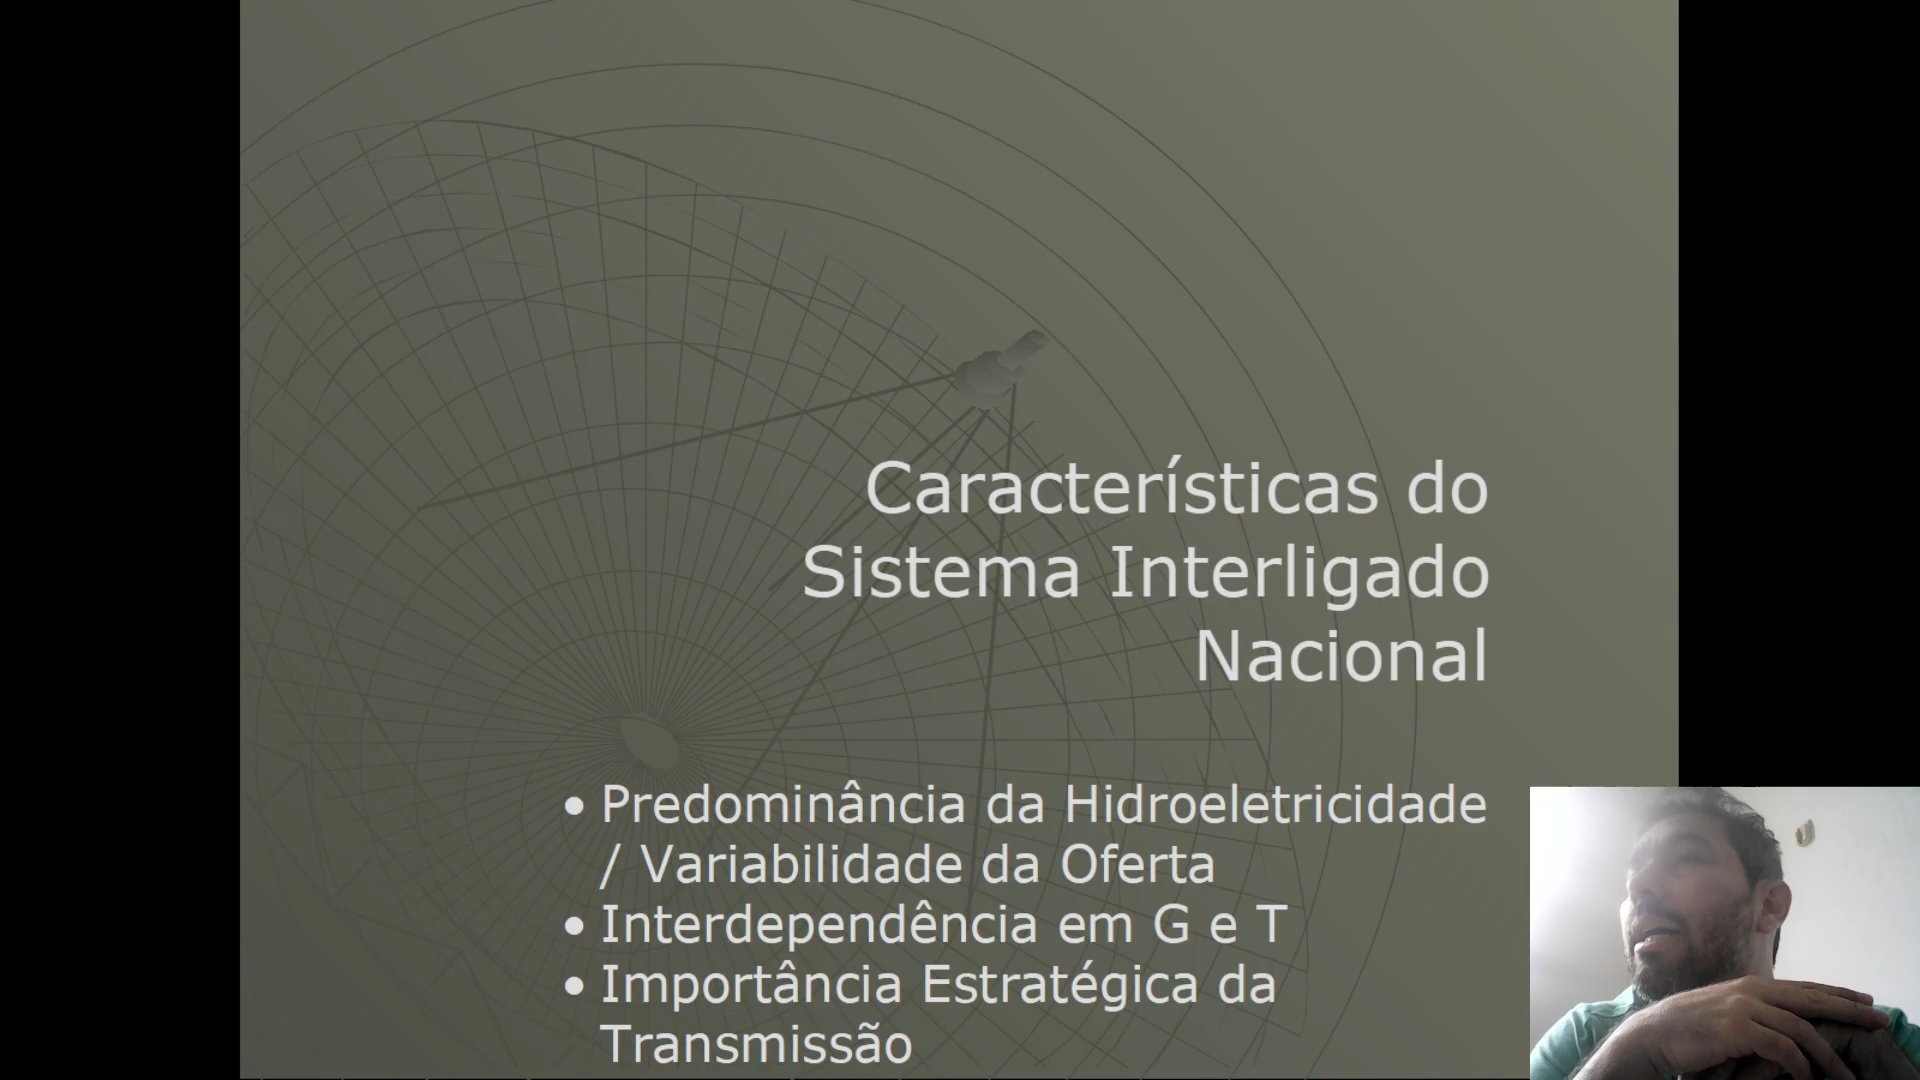 Características do
Sistema Interligado
Nacional
• Predominância da Hidroeletricidade
/ Variabilidade da Oferta
• Interdependência em G e T
• Importância Estratégica da
Transmissão